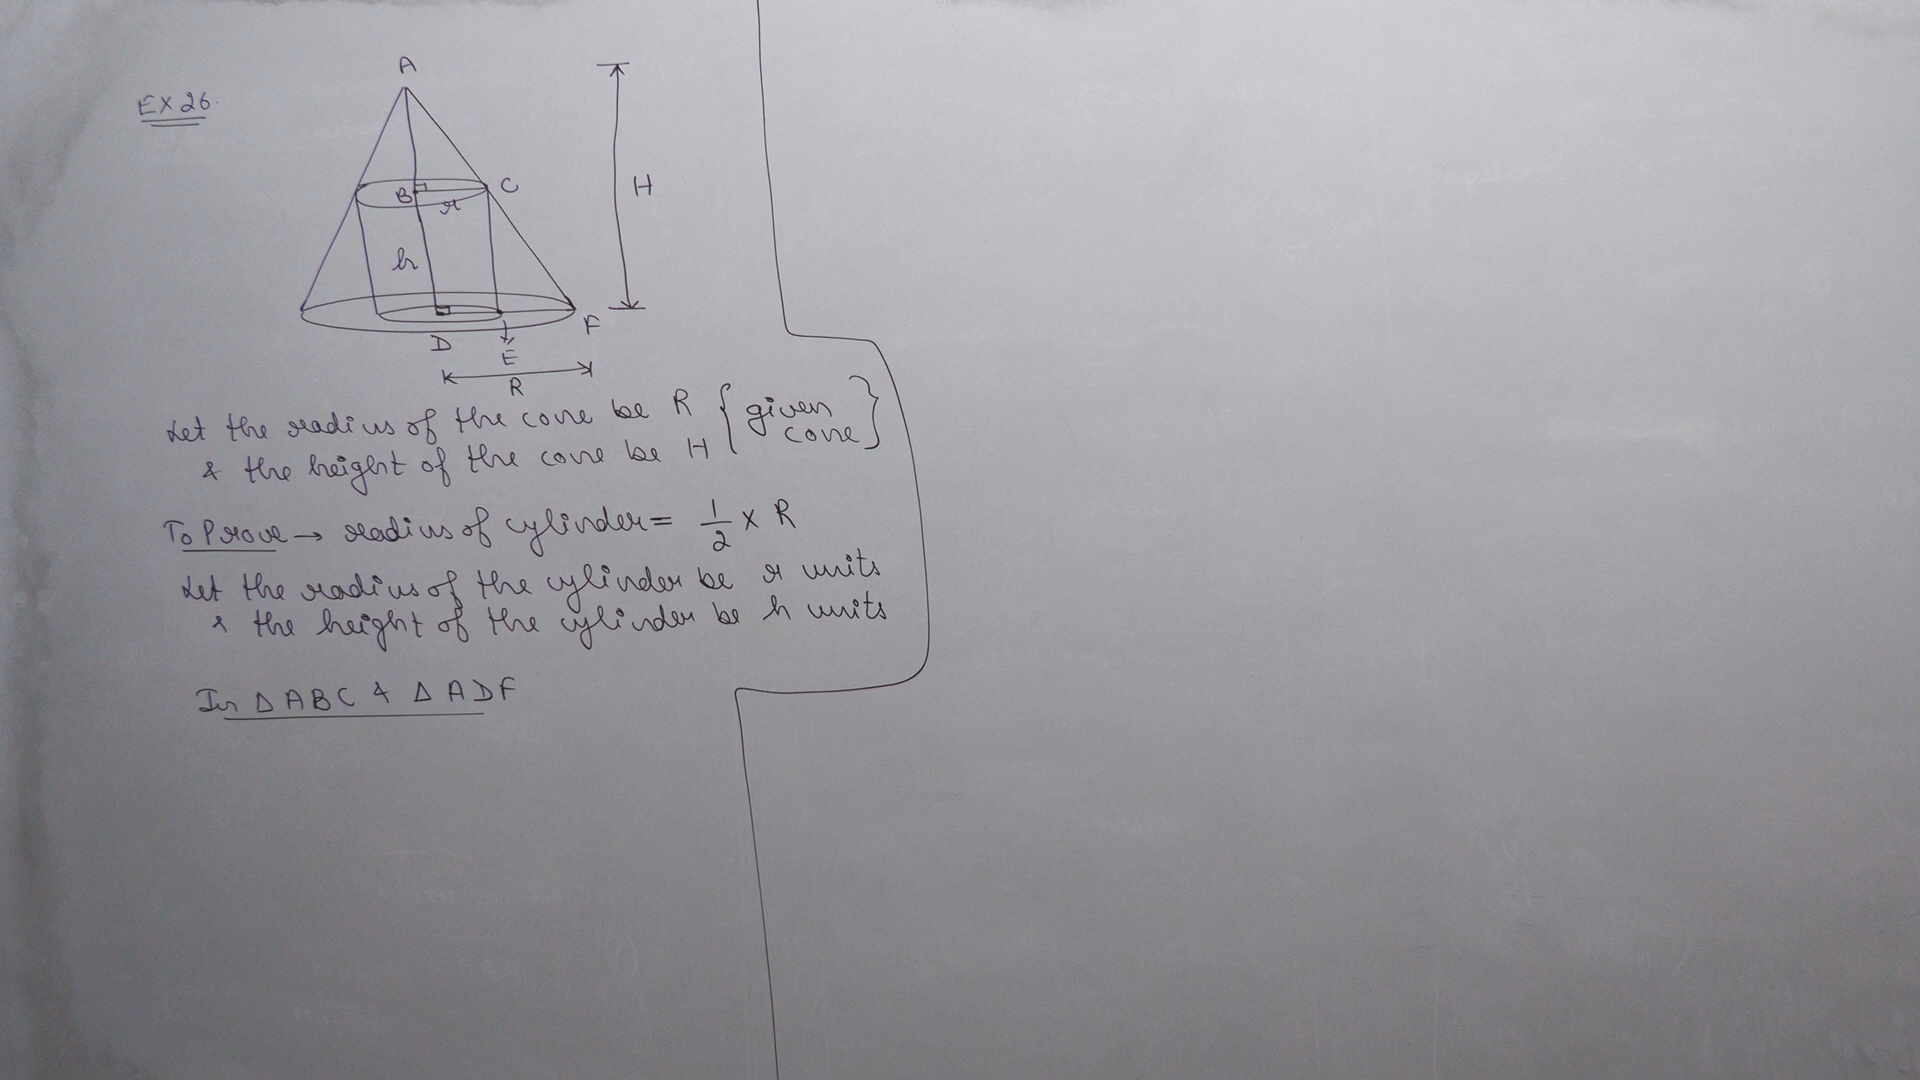 EX 26.
A
B
C
r
H
h
D
E
F
R
Let the radius of the cone be R { given
& the height of the cone be H cone }
To Prove → radius of cylinder = 1/2 × R
Let the radius of the cylinder be r units
& the height of the cylinder be h units
In Δ ABC & Δ ADF